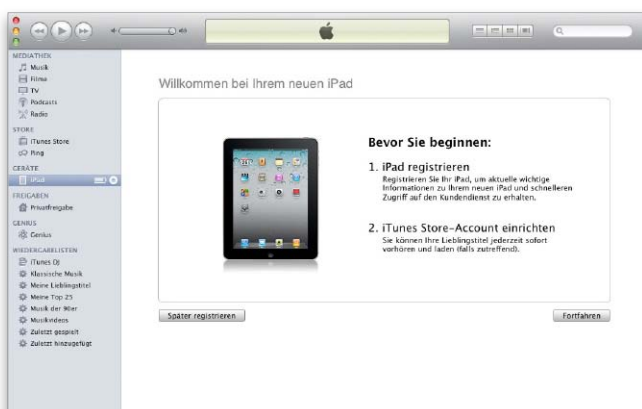 MEDIATHEK
Musik
Filme
TV
Podcasts
Radio
STORE
iTunes Store
Ping
GERÄTE
iPad
FREIGABEN
Privatfreigabe
GENIUS
Genius
WIEDERGABELISTEN
iTunes DJ
Klassische Musik
Meine Lieblingstitel
Meine Top 25
Musik der 90er
Musikvideos
Zuletzt gespielt
Zuletzt hinzugefügt
Willkommen bei Ihrem neuen iPad
Bevor Sie beginnen:
1. iPad registrieren
Registrieren Sie Ihr iPad, um aktuelle wichtige
Informationen zu Ihrem neuen iPad und schnelleren
Zugriff auf den Kundendienst zu erhalten.
2. iTunes Store-Account einrichten
Sie können Ihre Lieblingstitel jederzeit sofort
vorhören und laden (falls zutreffend).
Später registrieren
Fortfahren